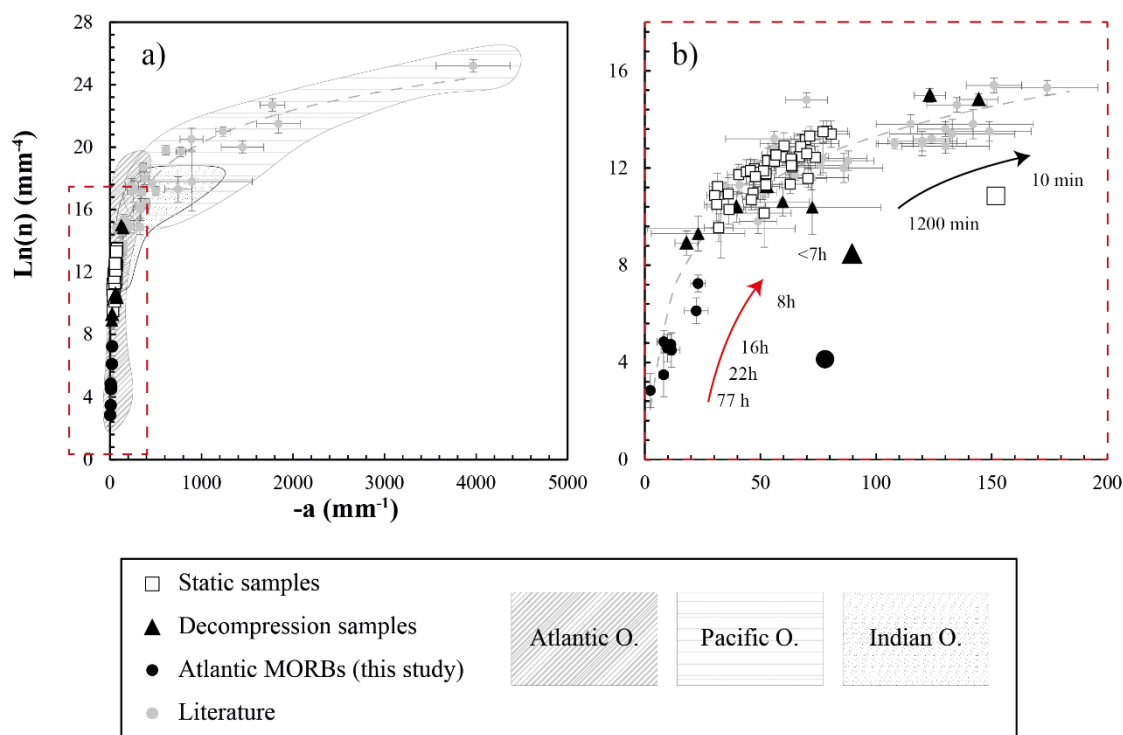 a)
Ln(n) (mm-4)
28
24
20
16
12
8
4
0
0 1000 2000 3000 4000 5000
-a (mm-1)
b)
16
12
8
4
0
0 50 100 150 200
10 min
1200 min
<7h
8h
16h
22h
77 h
Static samples
Decompression samples
Atlantic MORBs (this study)
Literature
Atlantic O. Pacific O. Indian O.